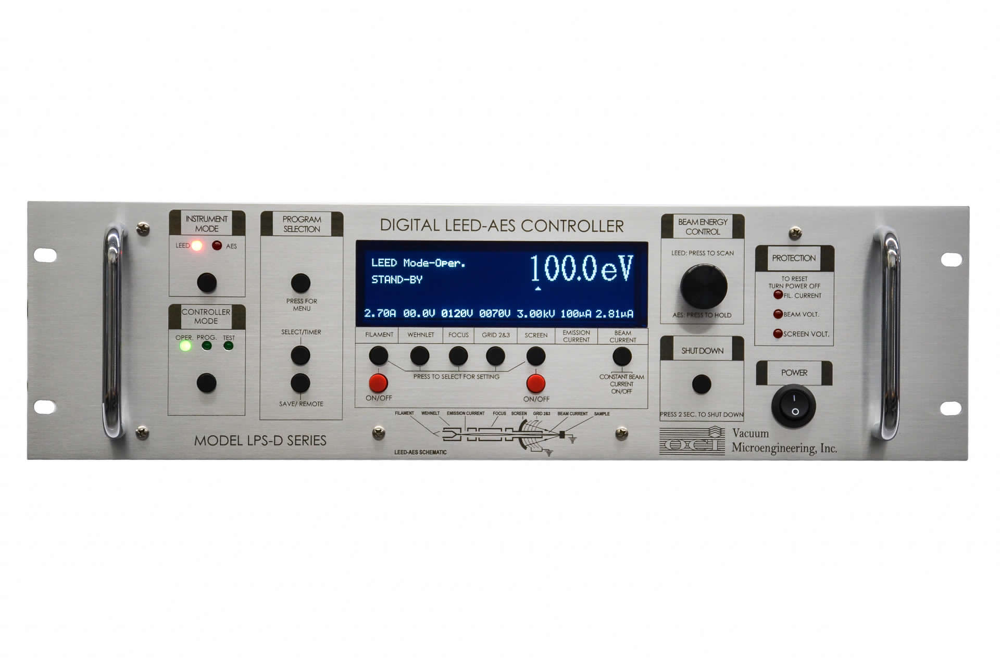 INSTRUMENT
MODE
LEED AES
CONTROLLER
MODE
OPER. PROG. TEST
MODEL LPS-D SERIES
PROGRAM
SELECTION
PRESS FOR
MENU
SELECT/TIMER
SAVE/ REMOTE
DIGITAL LEED-AES CONTROLLER
LEED Mode-Oper. 100.0eV
STAND-BY
2.70A 00.0V 0120V 0070V 3.00kV 100µA 2.81µA
FILAMENT WEHNLET FOCUS GRID 2&3 SCREEN EMISSION CURRENT BEAM CURRENT
PRESS TO SELECT FOR SETTING
ON/OFF ON/OFF
CONSTANT BEAM
CURRENT
ON/OFF
FILAMENT WEHNELT EMISSION CURRENT FOCUS SCREEN GRID 2&3 BEAM CURRENT SAMPLE
LEED-AES SCHEMATIC
BEAM ENERGY
CONTROL
LEED: PRESS TO SCAN
AES: PRESS TO HOLD
SHUT DOWN
PRESS 2 SEC. TO SHUT DOWN
PROTECTION
TO RESET
TURN POWER OFF
FIL. CURRENT
BEAM VOLT.
SCREEN VOLT.
POWER
I
O
oci
Vacuum
Microengineering, Inc.